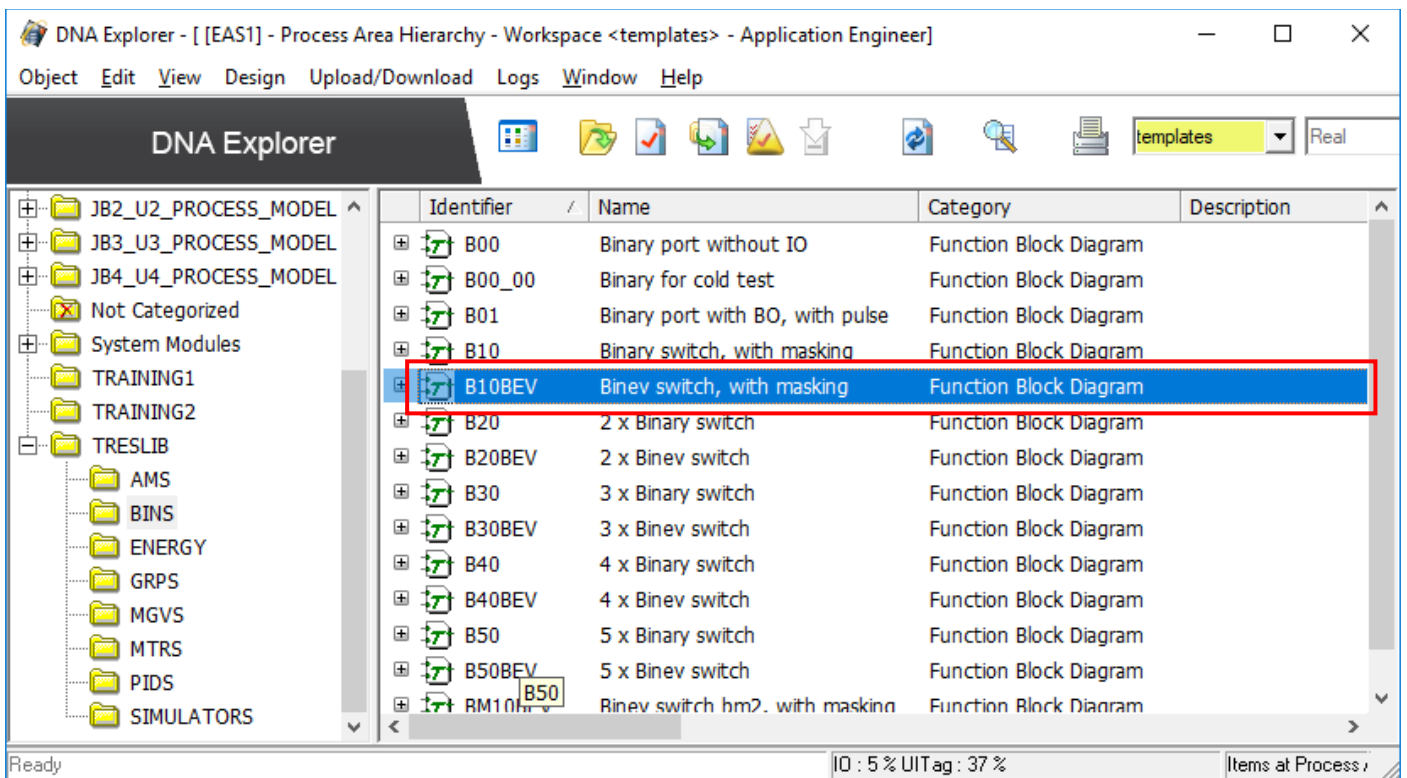 DNA Explorer - [ [EAS1] - Process Area Hierarchy - Workspace <templates> - Application Engineer]
Object Edit View Design Upload/Download Logs Window Help
DNA Explorer
templates
Real
JB2_U2_PROCESS_MODEL
JB3_U3_PROCESS_MODEL
JB4_U4_PROCESS_MODEL
Not Categorized
System Modules
TRAINING1
TRAINING2
TRESLIB
AMS
BINS
ENERGY
GRPS
MGVS
MTRS
PIDS
SIMULATORS
Identifier Name Category Description
B00 Binary port without IO Function Block Diagram
B00_00 Binary for cold test Function Block Diagram
B01 Binary port with BO, with pulse Function Block Diagram
B10 Binary switch, with masking Function Block Diagram
B10BEV Binev switch, with masking Function Block Diagram
B20 2 x Binary switch Function Block Diagram
B20BEV 2 x Binev switch Function Block Diagram
B30 3 x Binary switch Function Block Diagram
B30BEV 3 x Binev switch Function Block Diagram
B40 4 x Binary switch Function Block Diagram
B40BEV 4 x Binev switch Function Block Diagram
B50 5 x Binary switch Function Block Diagram
B50BEV 5 x Binev switch Function Block Diagram
B50
Binev switch bm2, with masking Function Block Diagram
Ready IO : 5 % UITag : 37 % Items at Process